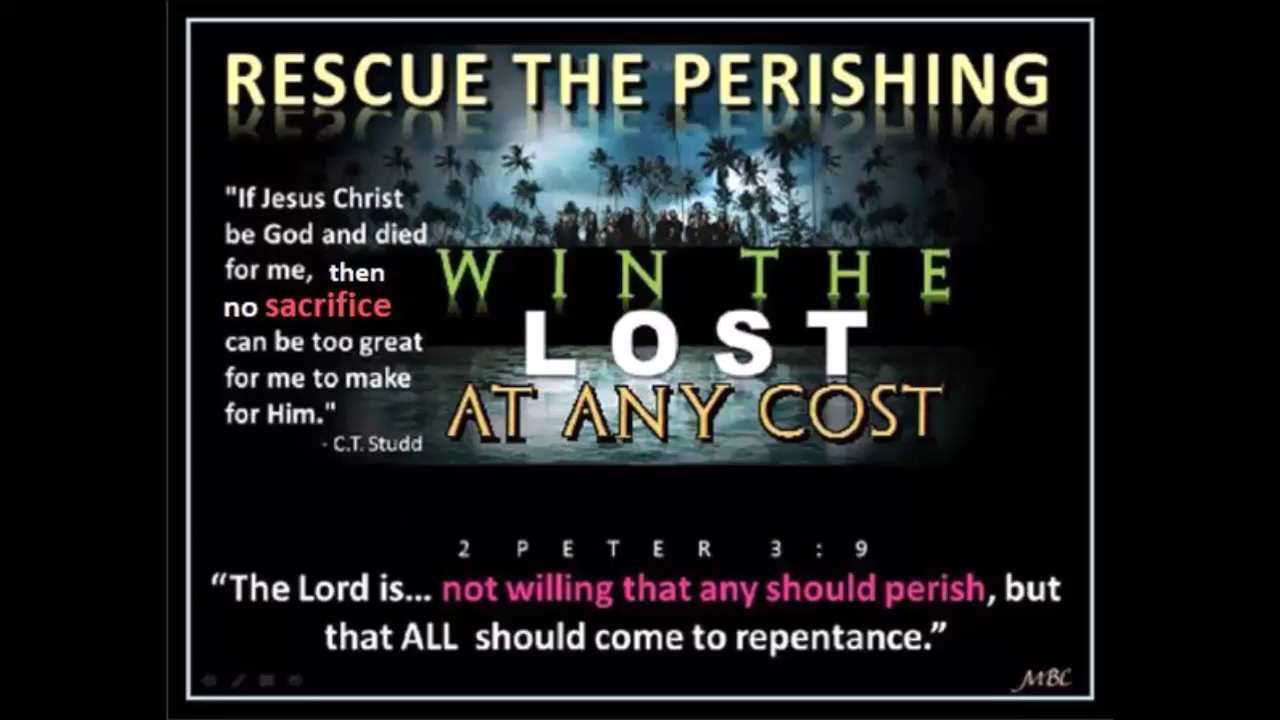 RESCUE THE PERISHING
"If Jesus Christ
be God and died
for me, then
no sacrifice
can be too great
for me to make
for Him."
- C.T. Studd
WIN THE
LOST
AT ANY COST
2 PETER 3:9
“The Lord is... not willing that any should perish, but
that ALL should come to repentance.”
MBC